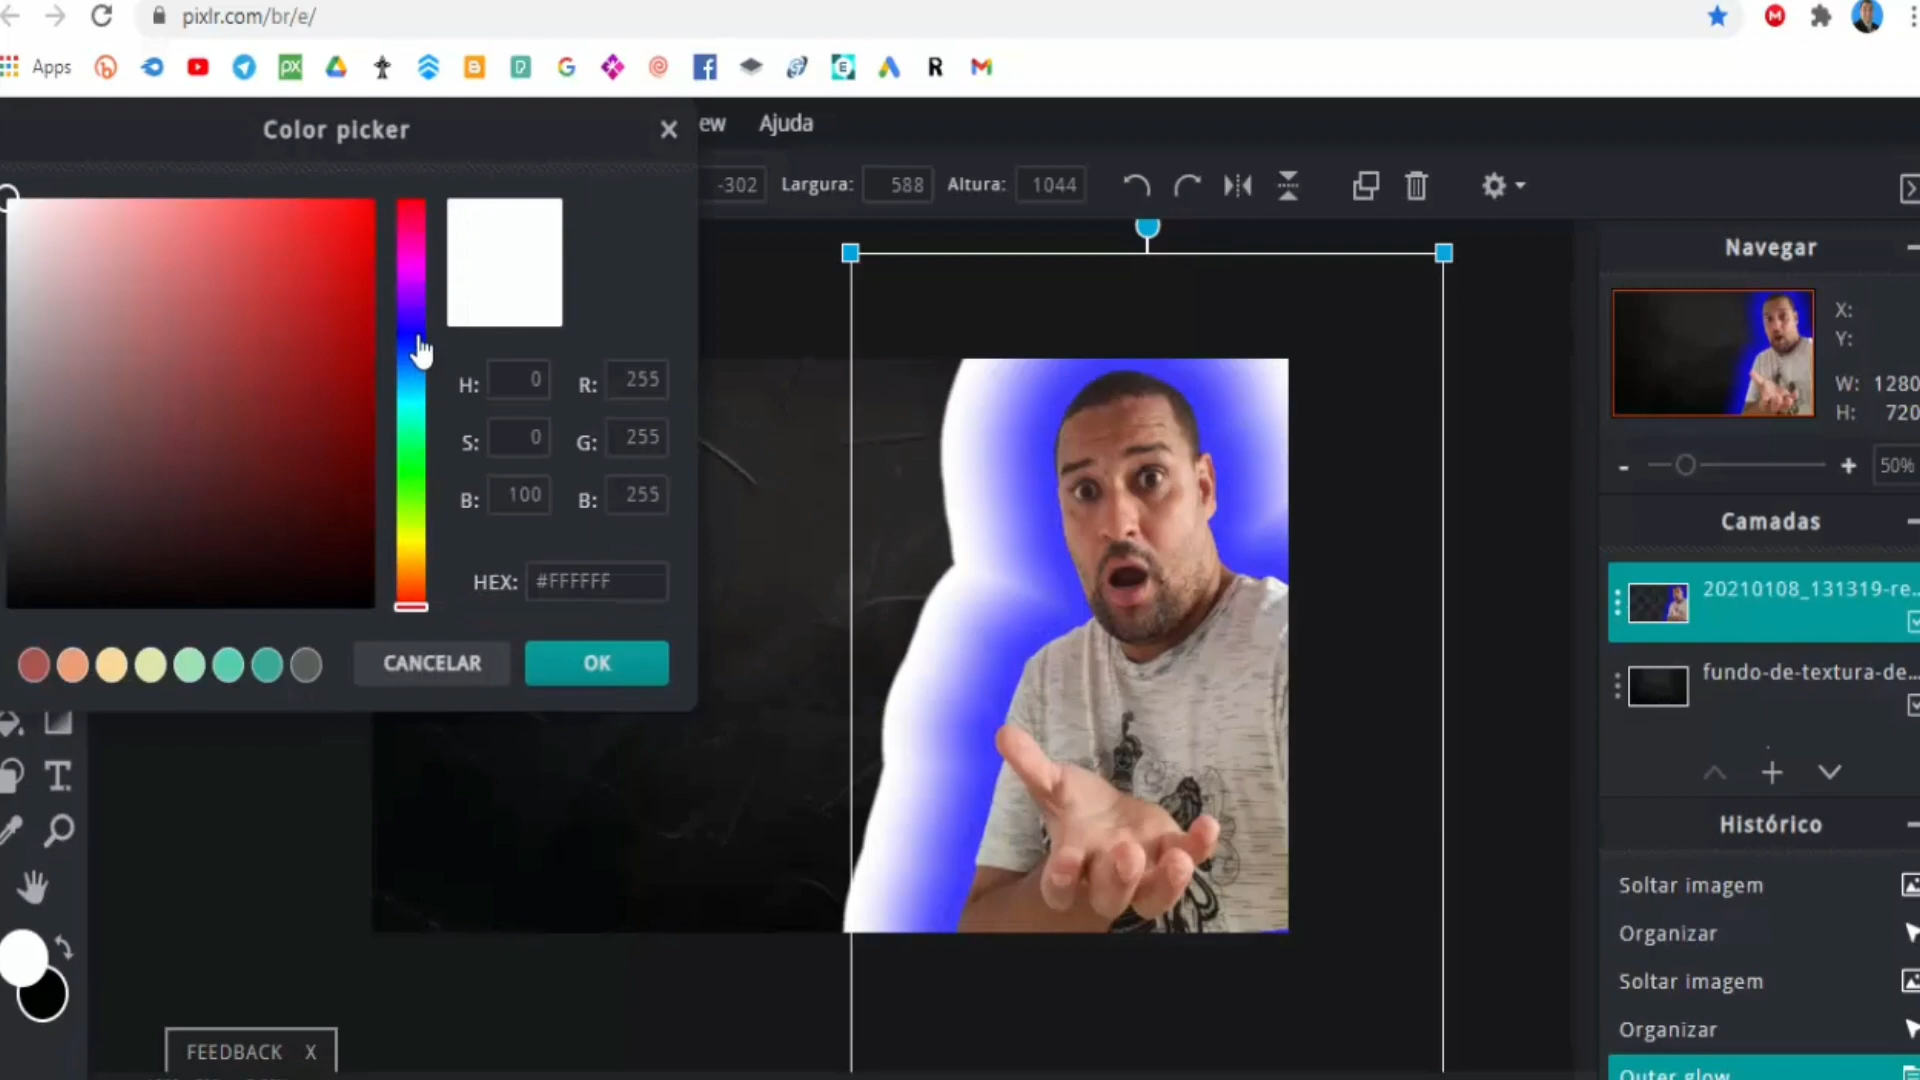 pixlr.com/br/e/
Apps
Color picker
ew Ajuda
-302 Largura: 588 Altura: 1044
Navegar
X:
Y:
W: 1280
H: 720
H: 0 R: 255
S: 0 G: 255
B: 100 B: 255
HEX: #FFFFFF
- + 50%
CANCELAR OK
Camadas
20210108_131319-re...
fundo-de-textura-de...
Histórico
Soltar imagem
Organizar
Soltar imagem
Organizar
Outer glow
FEEDBACK X